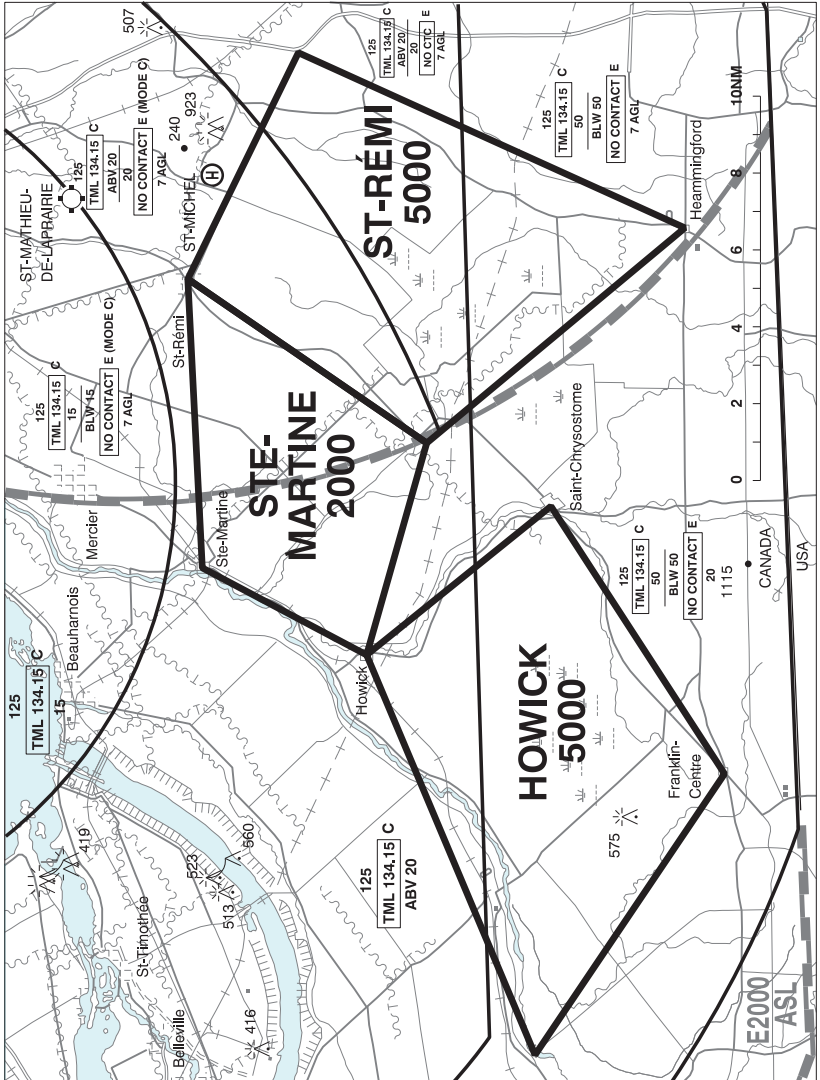 507
125
TML 134.15 C
ABV 20
20
NO CTC E
7 AGL
ST-MATHIEU-
DE-LAPRAIRIE
125
TML 134.15 C
ABV 20
20
NO CONTACT E (MODE C)
7 AGL
240
923
ST-MICHEL
H
125
TML 134.15 C
50
BLW 50
NO CONTACT E
7 AGL
10NM
8
6
4
2
0
ST-RÉMI
5000
Heammingford
125
TML 134.15 C
15
BLW 15
NO CONTACT E (MODE C)
7 AGL
St-Rémi
STE-
MARTINE
2000
Mercier
Ste-Martine
Saint-Chrysostome
Beauharnois
125
TML 134.15 C
15
Howick
125
TML 134.15 C
50
BLW 50
NO CONTACT E
20
1115
CANADA
USA
HOWICK
5000
Franklin-
Centre
575
419
523
560
513
125
TML 134.15 C
ABV 20
St-Timothée
Belleville
416
E2000
ASL